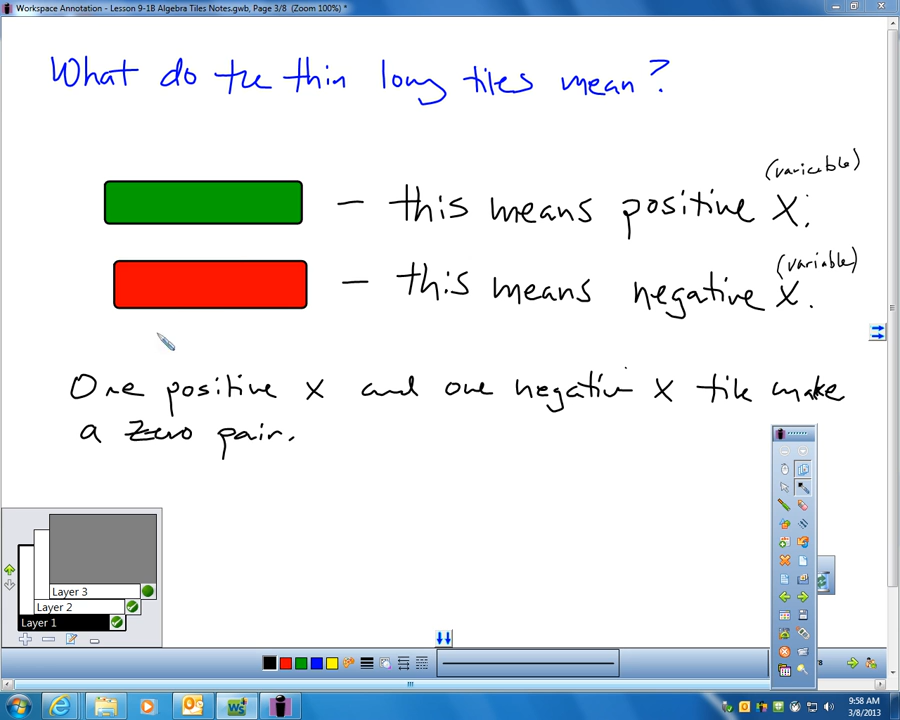 Workspace Annotation - Lesson 9-1B Algebra Tiles Notes.gwb, Page 3/8 (Zoom 100%) *
What do the thin long tiles mean?
(variable)
— this means positive X.
(variable)
— this means negative X.
One positive x and one negative x tile make
a zero pair.
Layer 3
Layer 2
Layer 1
9:58 AM
3/8/2013